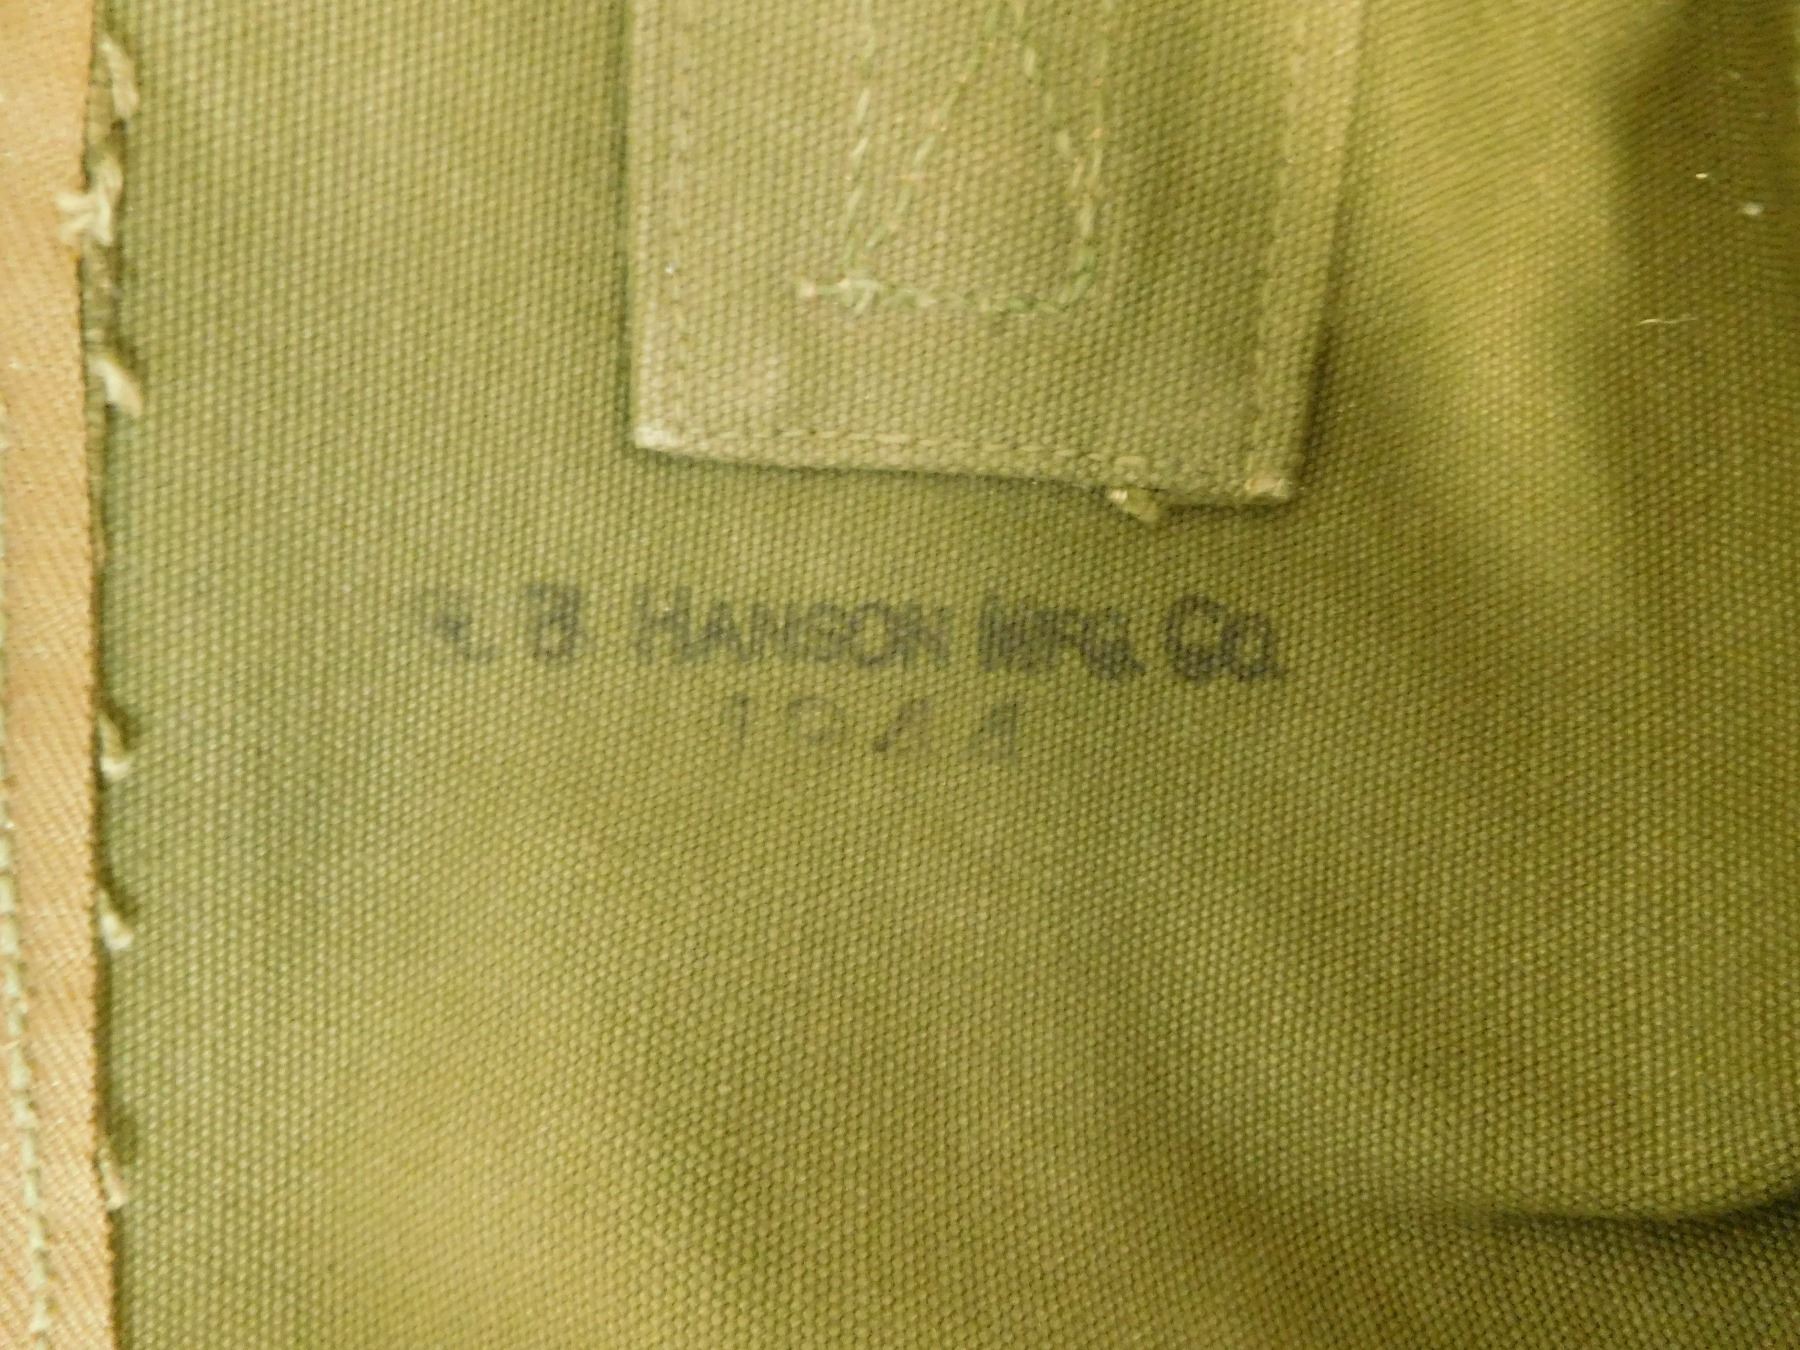 B. HANSON MFG. CO.
1944